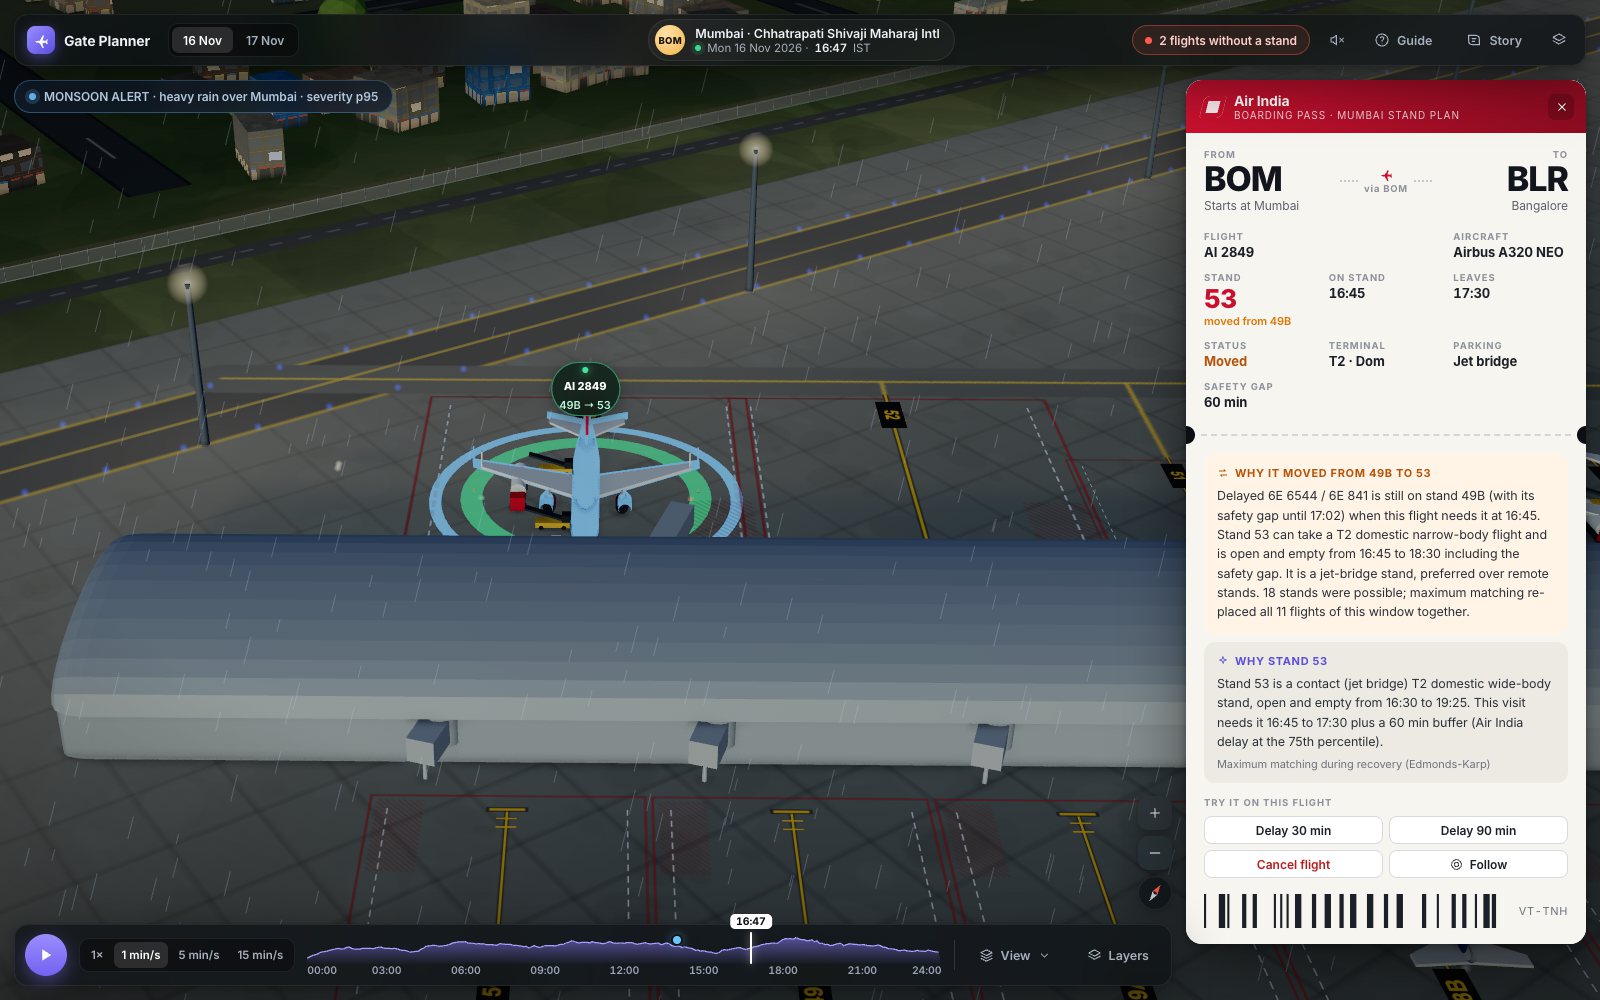 Gate Planner
16 Nov
17 Nov
BOM
Mumbai · Chhatrapati Shivaji Maharaj Intl
Mon 16 Nov 2026 · 16:47 IST
2 flights without a stand
Guide
Story
MONSOON ALERT · heavy rain over Mumbai · severity p95
Air India
BOARDING PASS · MUMBAI STAND PLAN
FROM
TO
BOM
via BOM
BLR
Starts at Mumbai
Bangalore
FLIGHT
AIRCRAFT
AI 2849
Airbus A320 NEO
STAND
ON STAND
LEAVES
53
16:45
17:30
moved from 49B
STATUS
TERMINAL
PARKING
Moved
T2 · Dom
Jet bridge
SAFETY GAP
60 min
WHY IT MOVED FROM 49B TO 53
Delayed 6E 6544 / 6E 841 is still on stand 49B (with its
safety gap until 17:02) when this flight needs it at 16:45.
Stand 53 can take a T2 domestic narrow-body flight and
is open and empty from 16:45 to 18:30 including the
safety gap. It is a jet-bridge stand, preferred over remote
stands. 18 stands were possible; maximum matching re-
placed all 11 flights of this window together.
WHY STAND 53
Stand 53 is a contact (jet bridge) T2 domestic wide-body
stand, open and empty from 16:30 to 19:25. This visit
needs it 16:45 to 17:30 plus a 60 min buffer (Air India
delay at the 75th percentile).
Maximum matching during recovery (Edmonds-Karp)
TRY IT ON THIS FLIGHT
Delay 30 min
Delay 90 min
Cancel flight
Follow
VT-TNH
AI 2849
49B → 53
52
51
1×
1 min/s
5 min/s
15 min/s
16:47
00:00
03:00
06:00
09:00
12:00
15:00
18:00
21:00
24:00
View
Layers